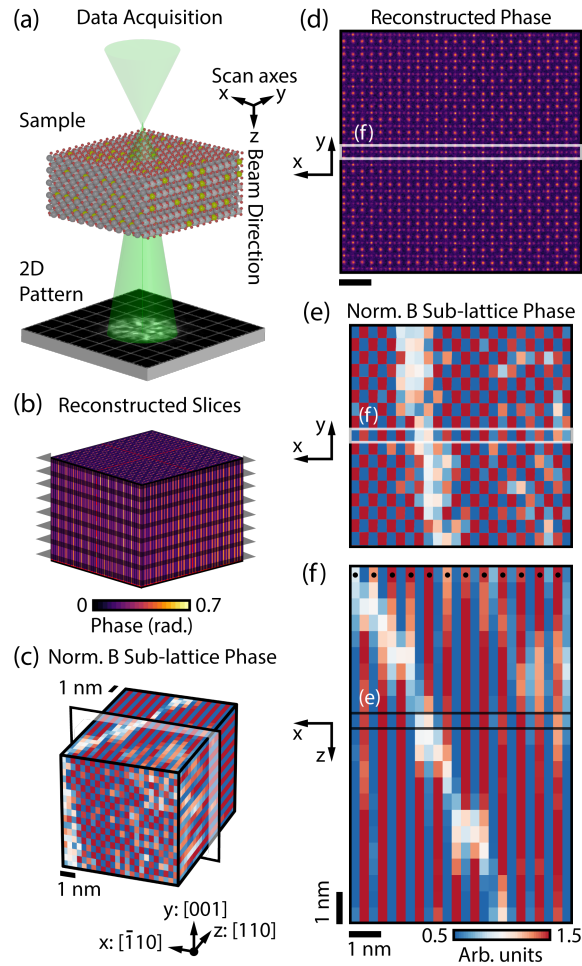 (a) Data Acquisition
Scan axes
x y
z
Beam Direction
Sample
2D
Pattern
(b) Reconstructed Slices
0 0.7
Phase (rad.)
(c) Norm. B Sub-lattice Phase
1 nm
1 nm
y: [001]
x: [1̅10] z: [110]
(d) Reconstructed Phase
(f)
y
x
(e) Norm. B Sub-lattice Phase
(f)
y
x
(f)
(e)
x
z
1 nm
1 nm
0.5 1.5
Arb. units